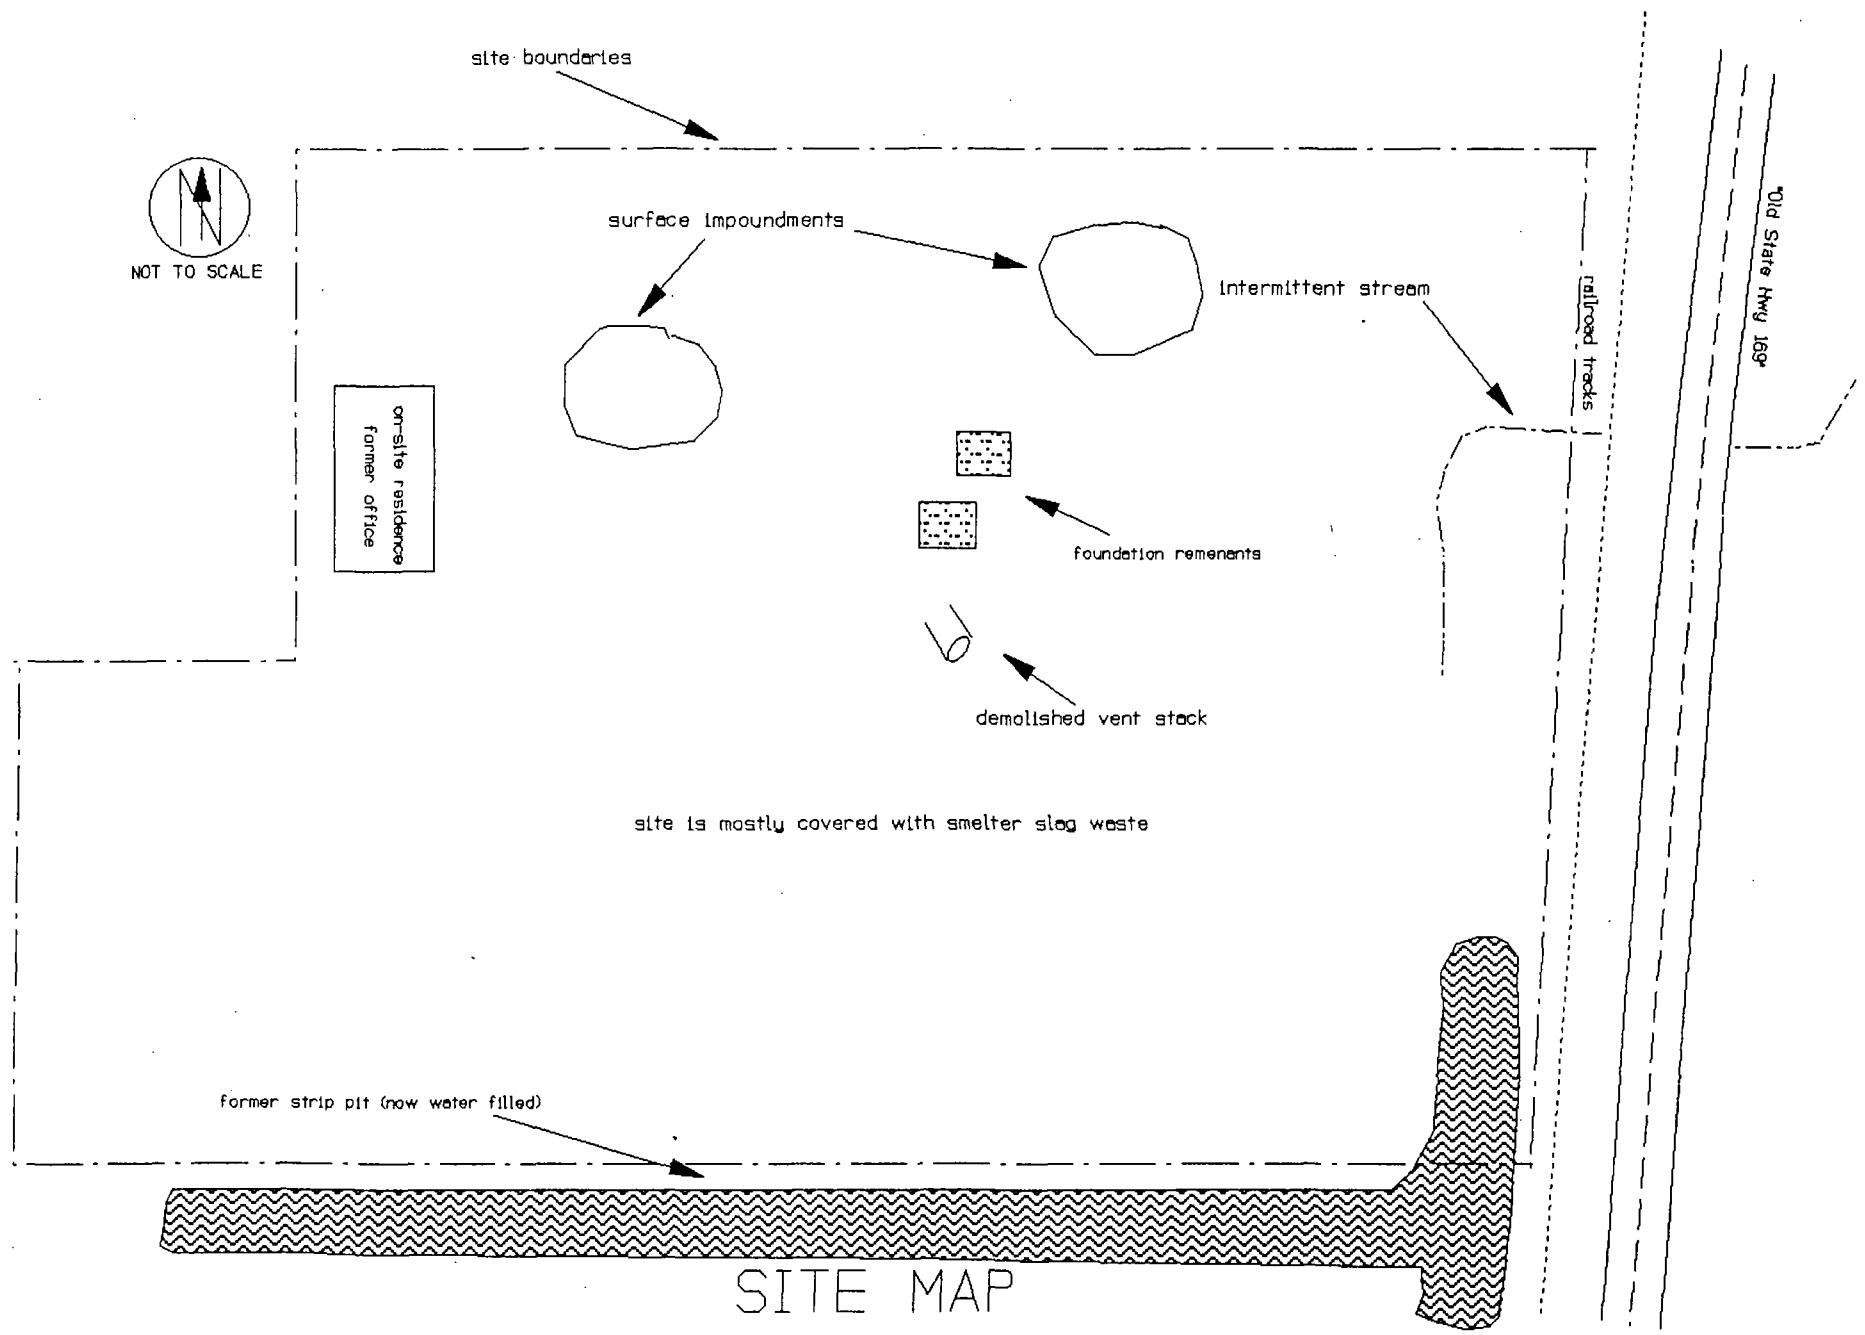 site boundaries
N
NOT TO SCALE
surface impoundments
intermittent stream
railroad tracks
"Old State Hwy 169"
on-site residence
former office
foundation remenants
demolished vent stack
site is mostly covered with smelter slag waste
former strip pit (now water filled)
SITE MAP